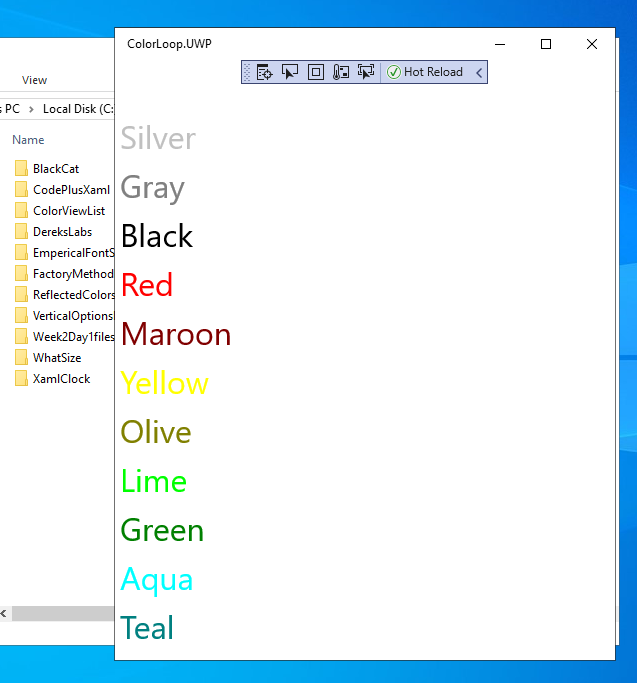 ColorLoop.UWP
Hot Reload
View
s PC > Local Disk (C:
Name
BlackCat
CodePlusXaml
ColorViewList
DereksLabs
EmpericalFontS
FactoryMethod
ReflectedColors
VerticalOptions
Week2Day1files
WhatSize
XamlClock
Silver
Gray
Black
Red
Maroon
Yellow
Olive
Lime
Green
Aqua
Teal